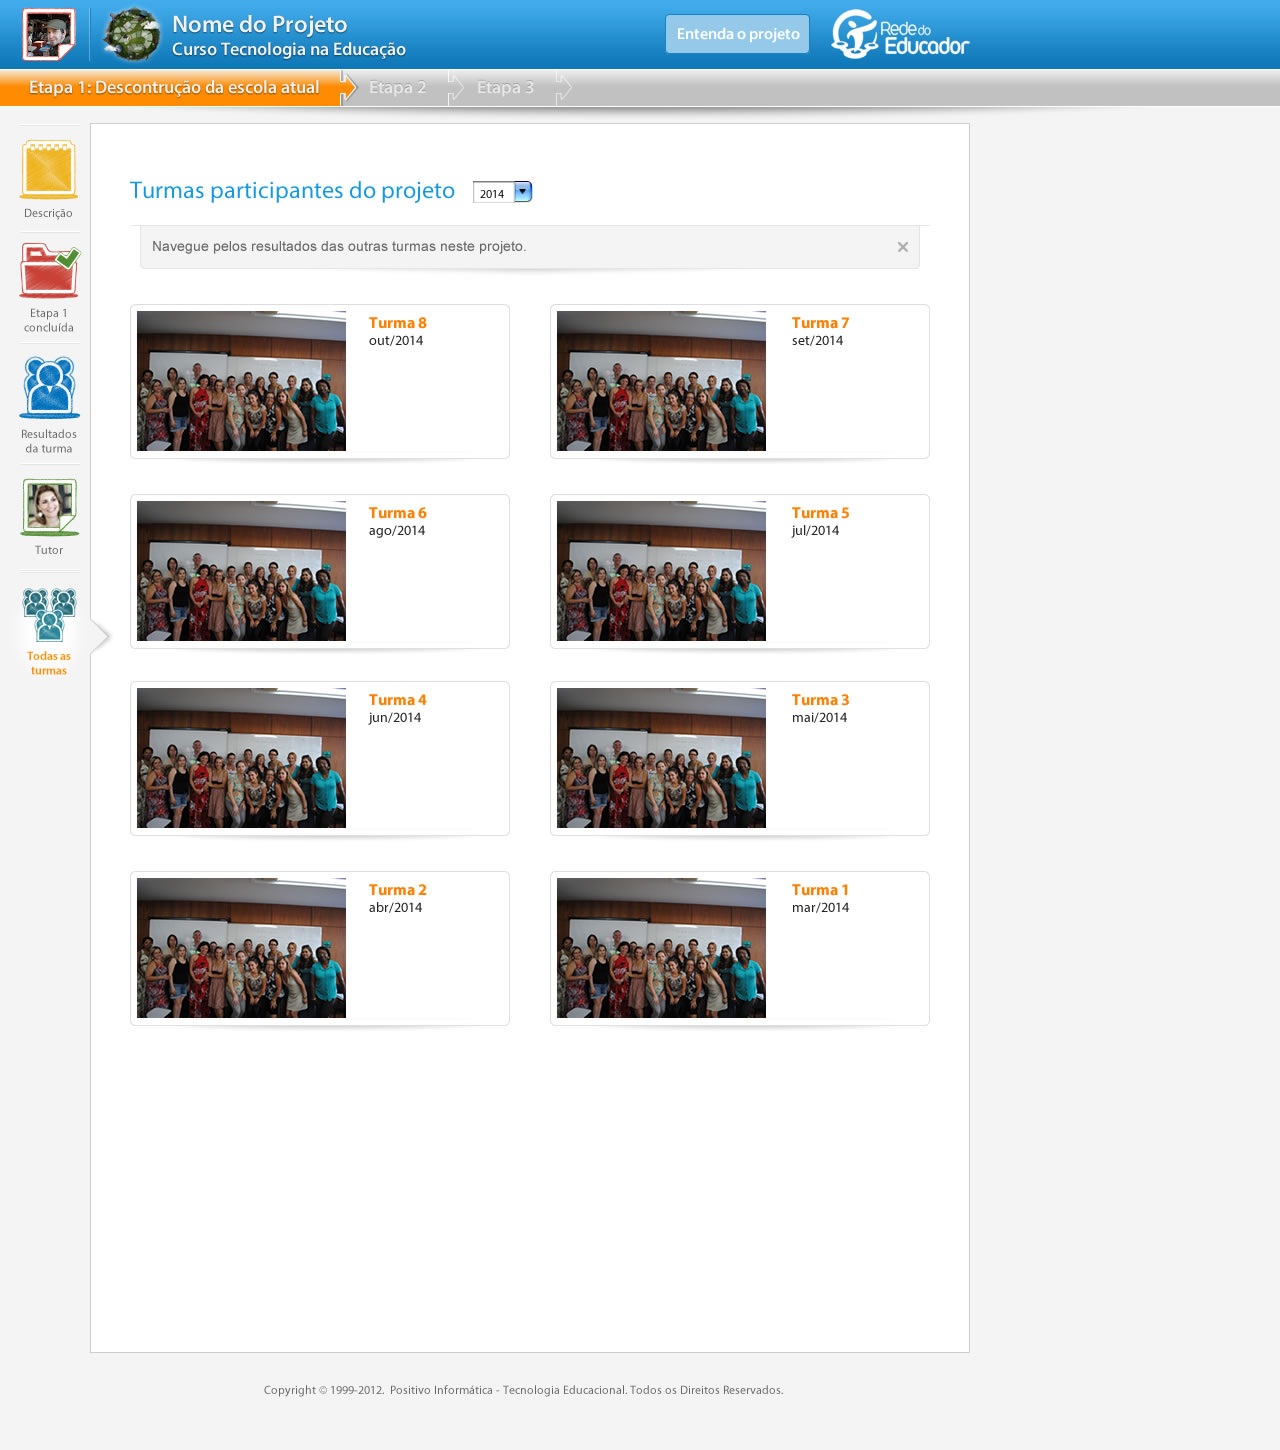 Nome do Projeto
Curso Tecnologia na Educação
Entenda o projeto
Rede do
Educador
Etapa 1: Descontrução da escola atual
Etapa 2
Etapa 3
Descrição
Etapa 1
concluída
Resultados
da turma
Tutor
Todas as
turmas
Turmas participantes do projeto
2014
Navegue pelos resultados das outras turmas neste projeto.
Turma 8
out/2014
Turma 7
set/2014
Turma 6
ago/2014
Turma 5
jul/2014
Turma 4
jun/2014
Turma 3
mai/2014
Turma 2
abr/2014
Turma 1
mar/2014
Copyright © 1999-2012. Positivo Informática - Tecnologia Educacional. Todos os Direitos Reservados.